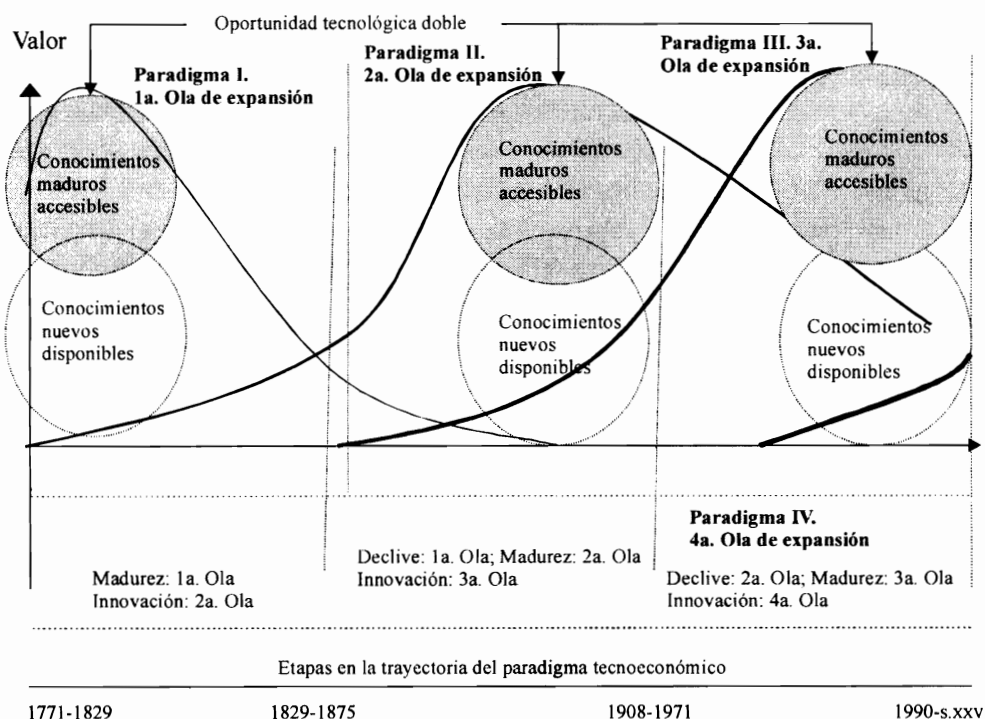 Oportunidad tecnológica doble
Valor
Paradigma I.
1a. Ola de expansión
Paradigma II.
2a. Ola de expansión
Paradigma III. 3a.
Ola de expansión
Conocimientos
maduros
accesibles
Conocimientos
maduros
accesibles
Conocimientos
maduros
accesibles
Conocimientos
nuevos
disponibles
Conocimientos
nuevos
disponibles
Conocimientos
nuevos
disponibles
Paradigma IV.
4a. Ola de expansión
Madurez: 1a. Ola
Innovación: 2a. Ola
Declive: 1a. Ola; Madurez: 2a. Ola
Innovación: 3a. Ola
Declive: 2a. Ola; Madurez: 3a. Ola
Innovación: 4a. Ola
Etapas en la trayectoria del paradigma tecnoeconómico
1771-1829 1829-1875 1908-1971 1990-s.xxv